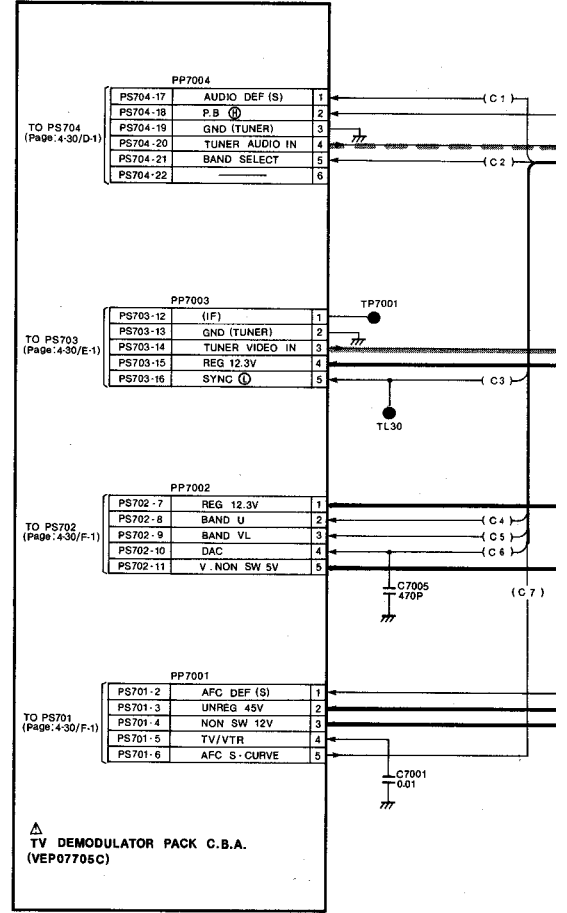 PP7004
PS704-17 AUDIO DEF (S) 1 (C1)
PS704-18 P.B Ⓗ 2
PS704-19 GND (TUNER) 3
PS704-20 TUNER AUDIO IN 4
PS704-21 BAND SELECT 5 (C2)
PS704-22 6
TO PS704
(Page:4-30/D-1)
PP7003
TP7001
PS703-12 (IF) 1
PS703-13 GND (TUNER) 2
PS703-14 TUNER VIDEO IN 3
PS703-15 REG 12.3V 4
PS703-16 SYNC Ⓛ 5 (C3)
TO PS703
(Page:4-30/E-1)
TL30
PP7002
PS702-7 REG 12.3V 1
PS702-8 BAND U 2 (C4)
PS702-9 BAND VL 3 (C5)
PS702-10 DAC 4 (C6)
PS702-11 V.NON SW 5V 5
TO PS702
(Page:4-30/F-1)
C7005
470P
(C7)
PP7001
PS701-2 AFC DEF (S) 1
PS701-3 UNREG 45V 2
PS701-4 NON SW 12V 3
PS701-5 TV/VTR 4
PS701-6 AFC S-CURVE 5
TO PS701
(Page:4-30/F-1)
C7001
0.01
TV DEMODULATOR PACK C.B.A.
(VEP07705C)